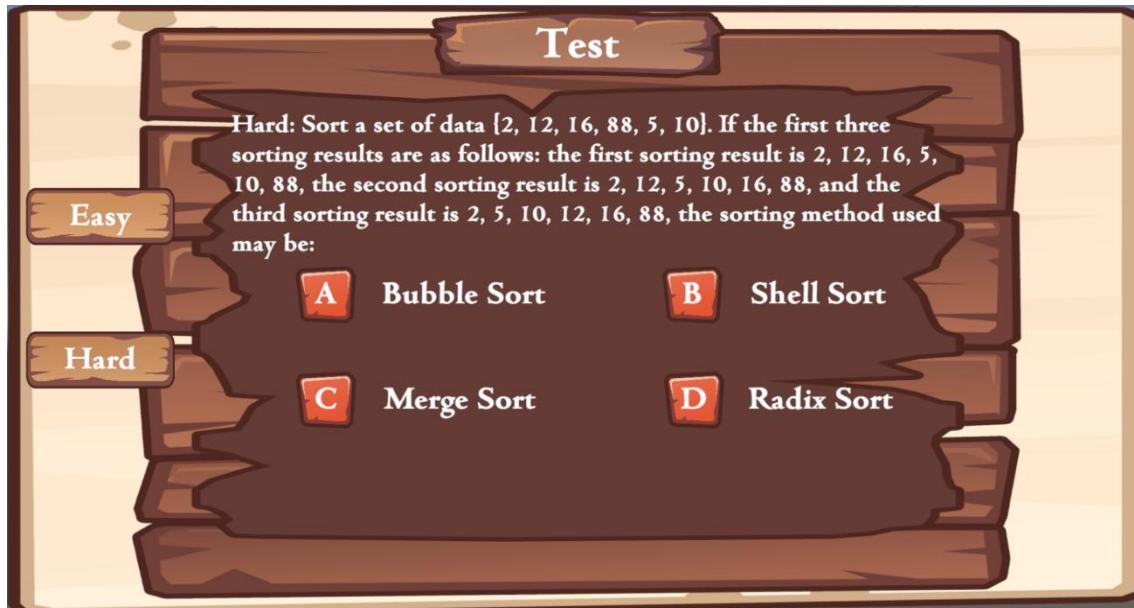 Test
Hard: Sort a set of data {2, 12, 16, 88, 5, 10}. If the first three
sorting results are as follows: the first sorting result is 2, 12, 16, 5,
10, 88, the second sorting result is 2, 12, 5, 10, 16, 88, and the
third sorting result is 2, 5, 10, 12, 16, 88, the sorting method used
may be:
Easy
Hard
A Bubble Sort
B Shell Sort
C Merge Sort
D Radix Sort